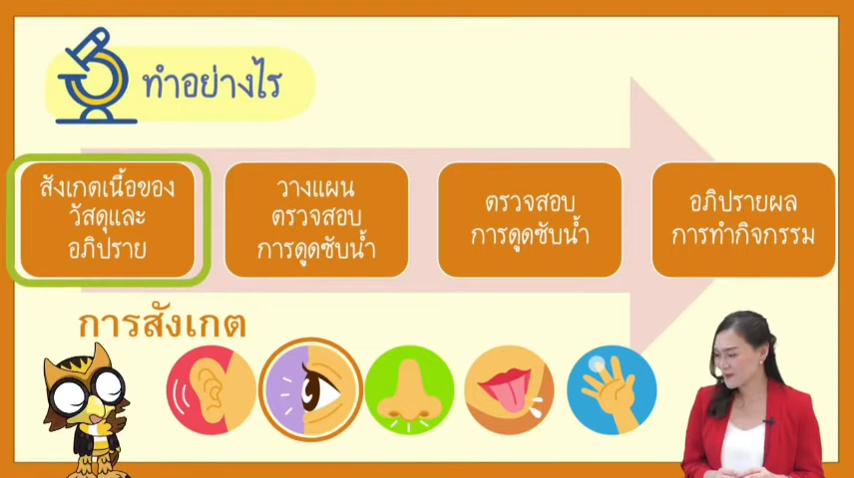 ทำอย่างไร
สังเกตเนื้อของ
วัสดุและ
อภิปราย
วางแผน
ตรวจสอบ
การดูดซับน้ำ
ตรวจสอบ
การดูดซับน้ำ
อภิปรายผล
การทำกิจกรรม
การสังเกต